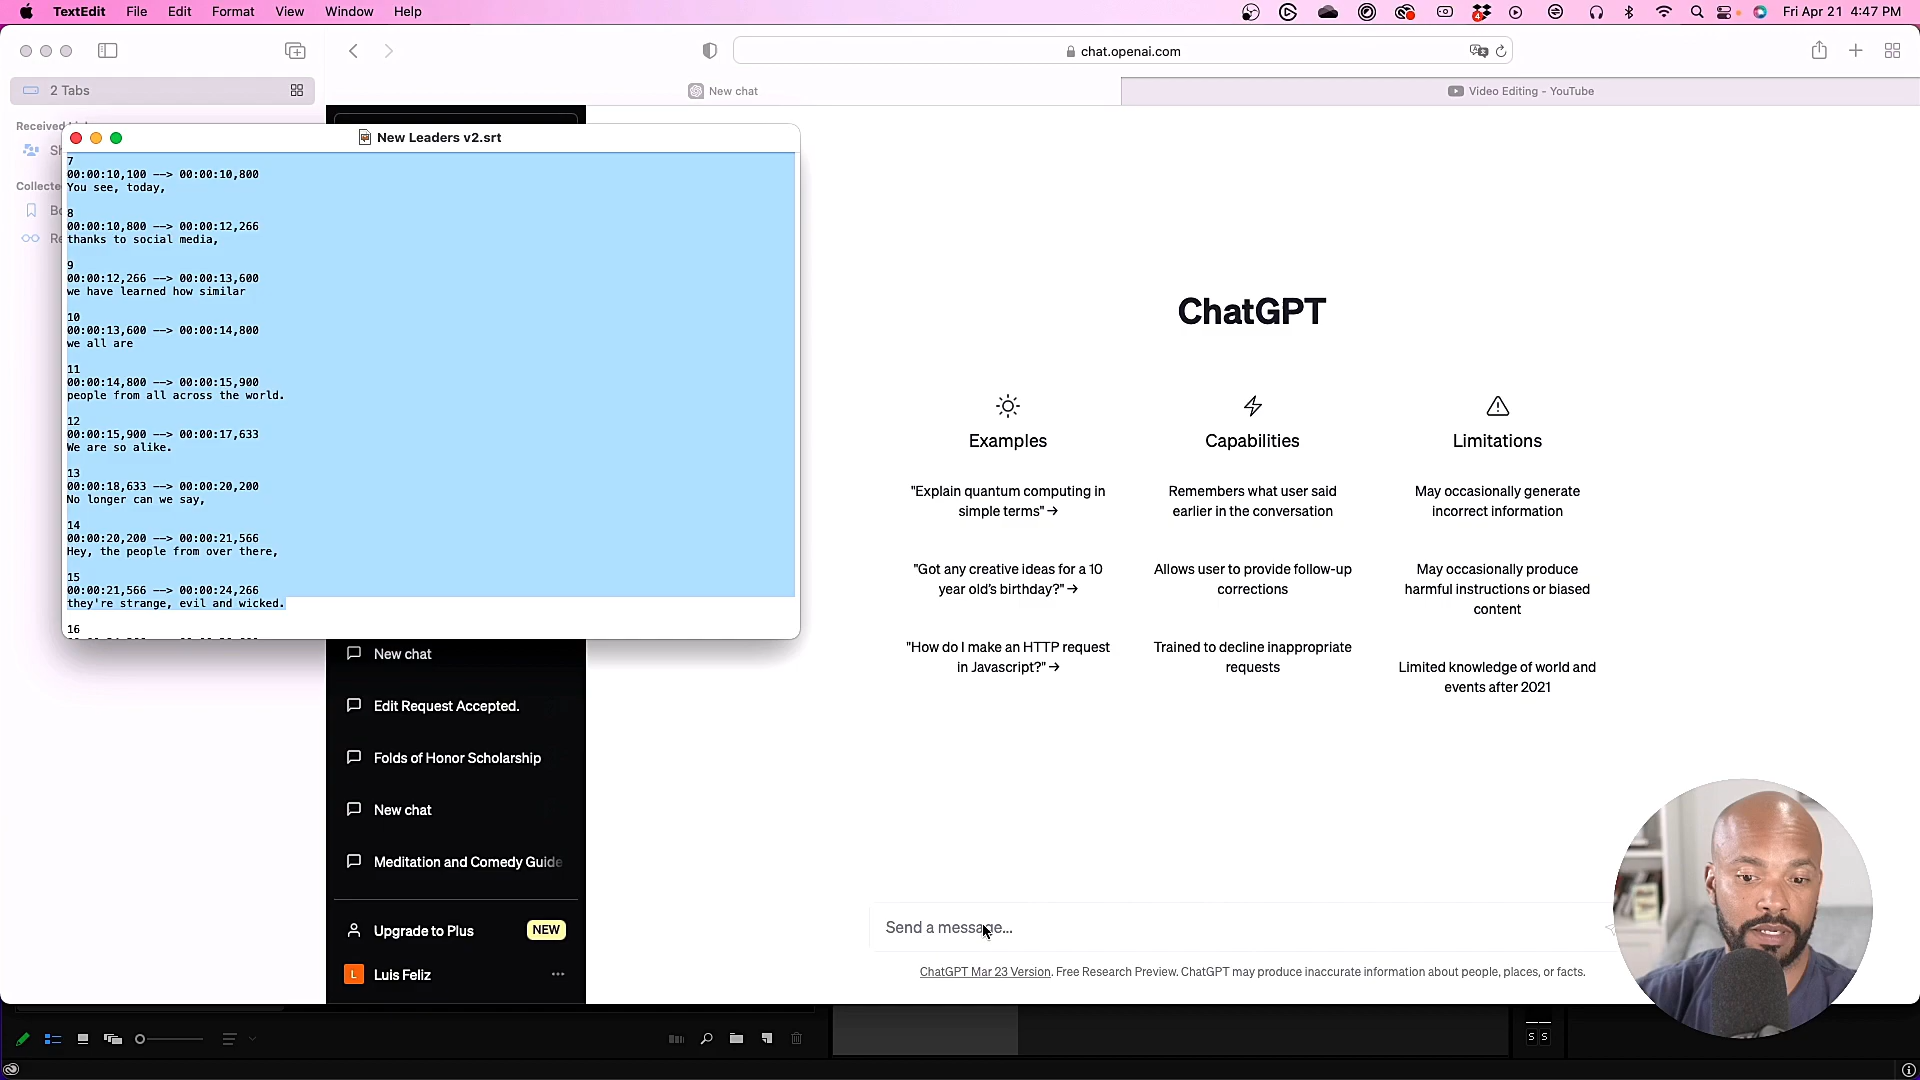 TextEdit File Edit Format View Window Help
Fri Apr 21 4:47 PM
chat.openai.com
2 Tabs
New chat
Video Editing - YouTube
Received
New Leaders v2.srt
7
00:00:10,100 --> 00:00:10,800
You see, today,
8
00:00:10,800 --> 00:00:12,266
thanks to social media,
9
00:00:12,266 --> 00:00:13,600
we have learned how similar
10
00:00:13,600 --> 00:00:14,800
we all are
11
00:00:14,800 --> 00:00:15,900
people from all across the world.
12
00:00:15,900 --> 00:00:17,633
We are so alike.
13
00:00:18,633 --> 00:00:20,200
No longer can we say,
14
00:00:20,200 --> 00:00:21,566
Hey, the people from over there,
15
00:00:21,566 --> 00:00:24,266
they're strange, evil and wicked.
16
New chat
Edit Request Accepted.
Folds of Honor Scholarship
New chat
Meditation and Comedy Guide
Upgrade to Plus NEW
L Luis Feliz
ChatGPT
Examples
"Explain quantum computing in
simple terms" →
"Got any creative ideas for a 10
year old's birthday?" →
"How do I make an HTTP request
in Javascript?" →
Capabilities
Remembers what user said
earlier in the conversation
Allows user to provide follow-up
corrections
Trained to decline inappropriate
requests
Limitations
May occasionally generate
incorrect information
May occasionally produce
harmful instructions or biased
content
Limited knowledge of world and
events after 2021
Send a message...
ChatGPT Mar 23 Version. Free Research Preview. ChatGPT may produce inaccurate information about people, places, or facts.
S S